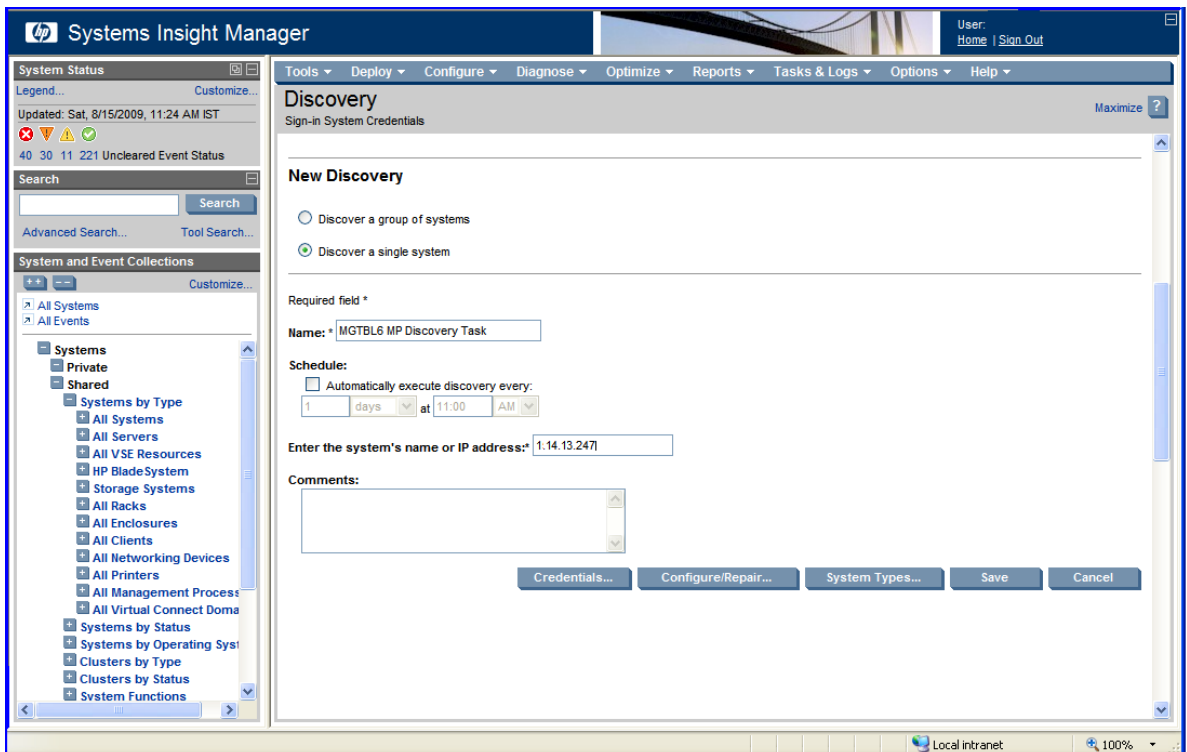 hp
Systems Insight Manager
User:
Home | Sign Out
System Status
Legend...
Customize...
Updated: Sat, 8/15/2009, 11:24 AM IST
40 30 11 221 Uncleared Event Status
Search
Search
Advanced Search...
Tool Search...
System and Event Collections
++
--
Customize...
All Systems
All Events
Systems
Private
Shared
Systems by Type
All Systems
All Servers
All VSE Resources
HP BladeSystem
Storage Systems
All Racks
All Enclosures
All Clients
All Networking Devices
All Printers
All Management Process
All Virtual Connect Doma
Systems by Status
Systems by Operating Syst
Clusters by Type
Clusters by Status
System Functions
Tools Deploy Configure Diagnose Optimize Reports Tasks & Logs Options Help
Discovery
Sign-in System Credentials
Maximize ?
New Discovery
Discover a group of systems
Discover a single system
Required field *
Name: * MGTBL6 MP Discovery Task
Schedule:
Automatically execute discovery every:
1 days at 11:00 AM
Enter the system's name or IP address:* 1.14.13.247
Comments:
Credentials... Configure/Repair... System Types... Save Cancel
Local intranet
100%